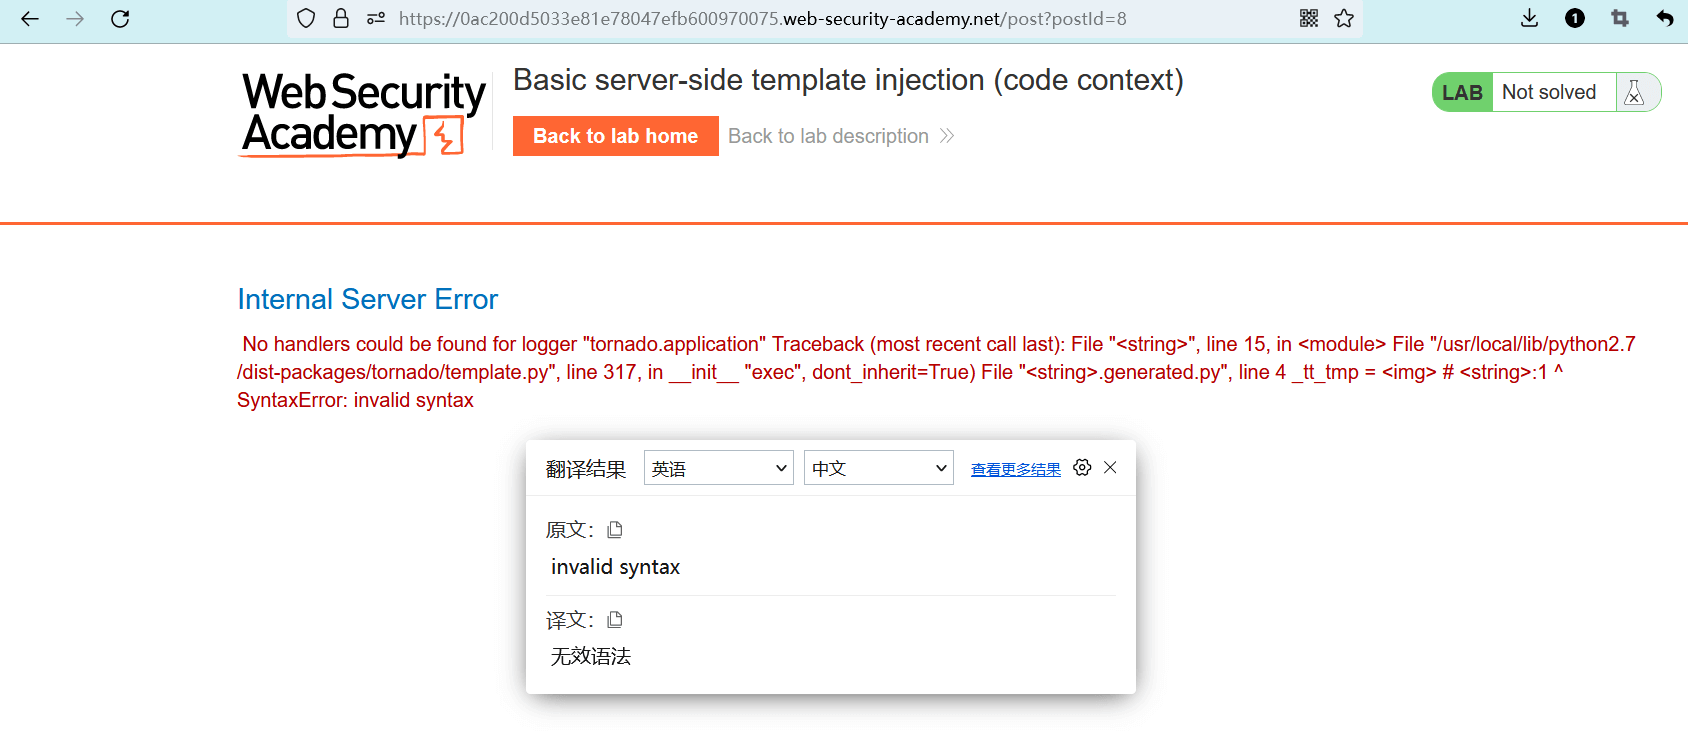 https://0ac200d5033e81e78047efb600970075.web-security-academy.net/post?postId=8
1
Web Security
Academy
Basic server-side template injection (code context)
Back to lab home
Back to lab description
LAB
Not solved
Internal Server Error
No handlers could be found for logger "tornado.application" Traceback (most recent call last): File "<string>", line 15, in <module> File "/usr/local/lib/python2.7
/dist-packages/tornado/template.py", line 317, in __init__ "exec", dont_inherit=True) File "<string>.generated.py", line 4 _tt_tmp = <img> # <string>:1 ^
SyntaxError: invalid syntax
翻译结果
英语
中文
查看更多结果
原文：
invalid syntax
译文：
无效语法